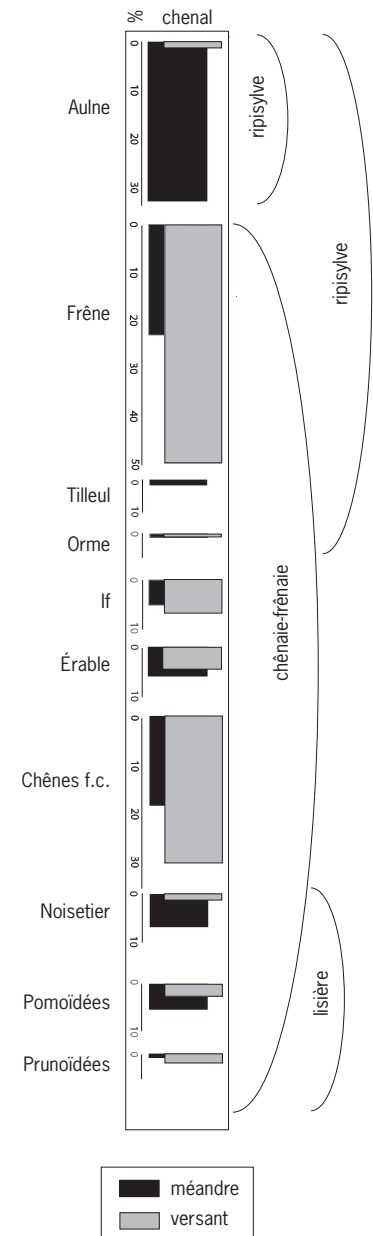 % chenal
Aulne
0
10
20
30
ripisylve
ripisylve
Frêne
0
10
20
30
40
50
Tilleul
0
10
Orme
0
If
0
10
chênaie-frênaie
Érable
0
10
Chênes f.c.
0
10
20
30
Noisetier
0
10
lisière
Pomoïdées
0
10
Prunoïdées
0
méandre
versant